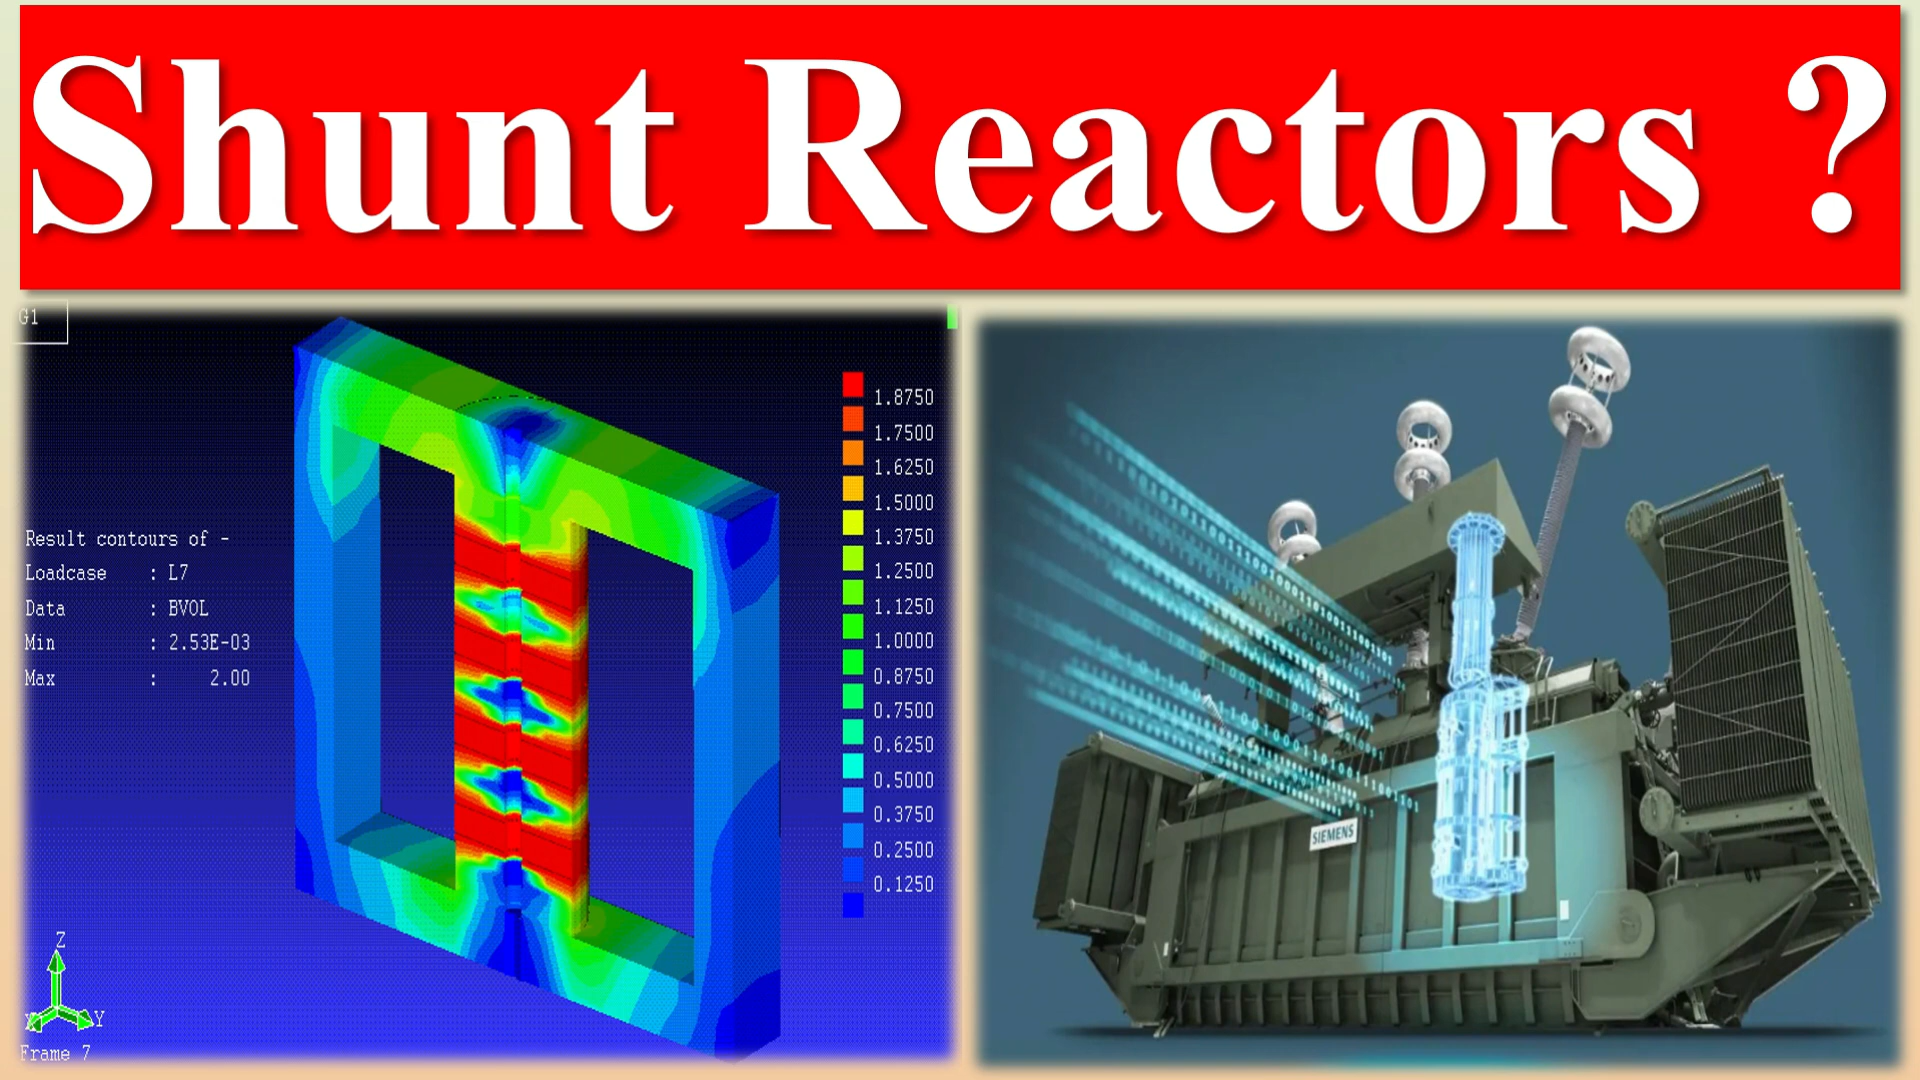 Shunt Reactors ?
G1
Result contours of -
Loadcase : L7
Data : BVOL
Min : 2.53E-03
Max : 2.00
1.8750
1.7500
1.6250
1.5000
1.3750
1.2500
1.1250
1.0000
0.8750
0.7500
0.6250
0.5000
0.3750
0.2500
0.1250
Z
X
Y
Frame 7
SIEMENS